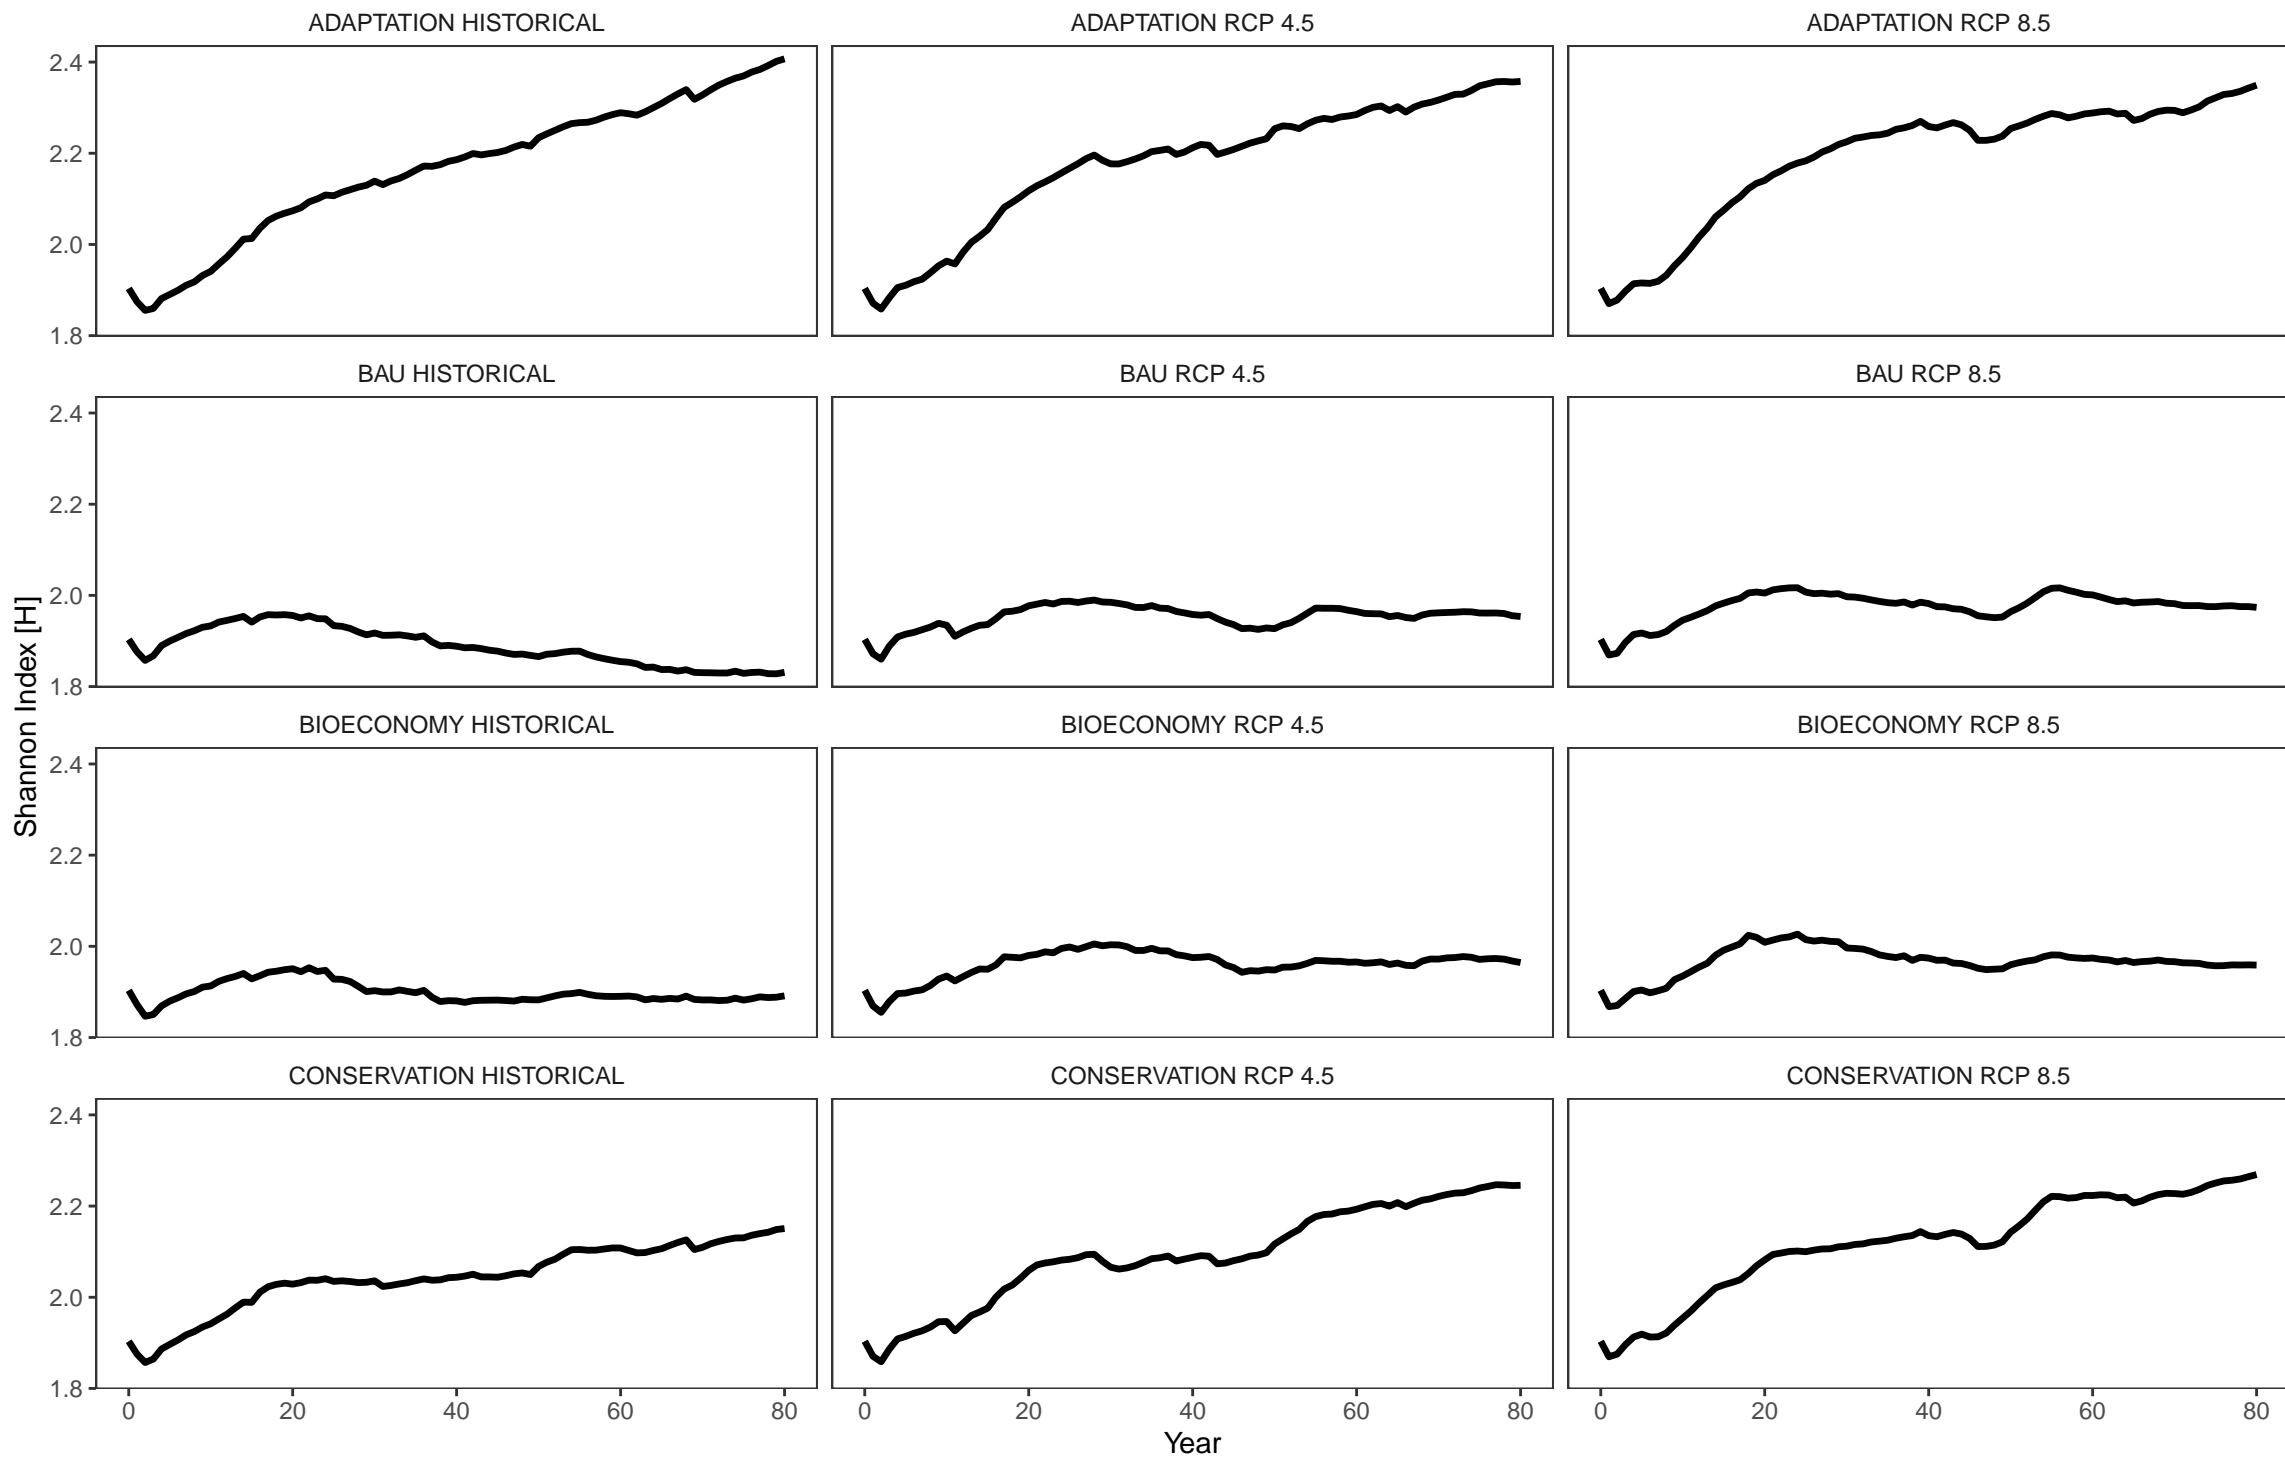 ADAPTATION HISTORICAL
ADAPTATION RCP 4.5
ADAPTATION RCP 8.5
2.4
2.2
2.0
1.8
BAU HISTORICAL
BAU RCP 4.5
BAU RCP 8.5
2.4
2.2
2.0
1.8
BIOECONOMY HISTORICAL
BIOECONOMY RCP 4.5
BIOECONOMY RCP 8.5
2.4
2.2
2.0
1.8
CONSERVATION HISTORICAL
CONSERVATION RCP 4.5
CONSERVATION RCP 8.5
2.4
2.2
2.0
1.8
Shannon Index [H]
0 20 40 60 80
0 20 40 60 80
0 20 40 60 80
Year